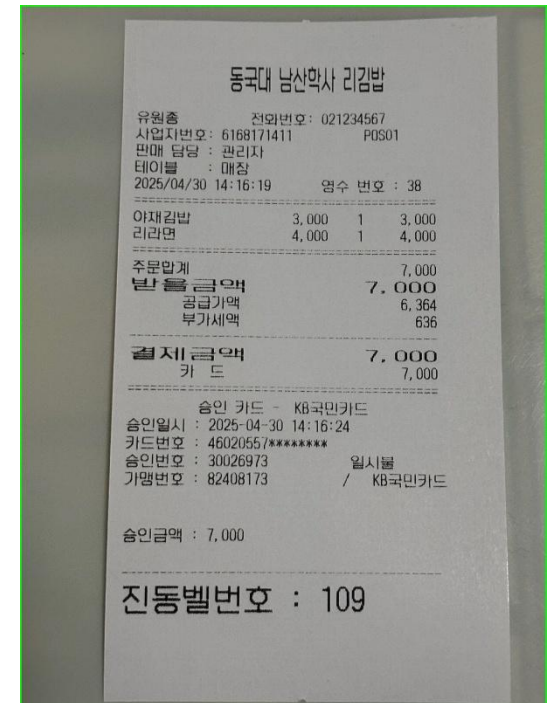 동국대 남산학사 리김밥
유원종 전화번호: 021234567
사업자번호: 6168171411 POS01
판매 담당 : 관리자
테이블 : 매장
2025/04/30 14:16:19 영수 번호 : 38
야채김밥 3,000 1 3,000
리라면 4,000 1 4,000
주문합계 7,000
받을금액 7,000
공급가액 6,364
부가세액 636
결제금액 7,000
카 드 7,000
승인 카드 - KB국민카드
승인일시 : 2025-04-30 14:16:24
카드번호 : 46020557********
승인번호 : 30026973 일시불
가맹번호 : 82408173 / KB국민카드
승인금액 : 7,000
진동벨번호 : 109